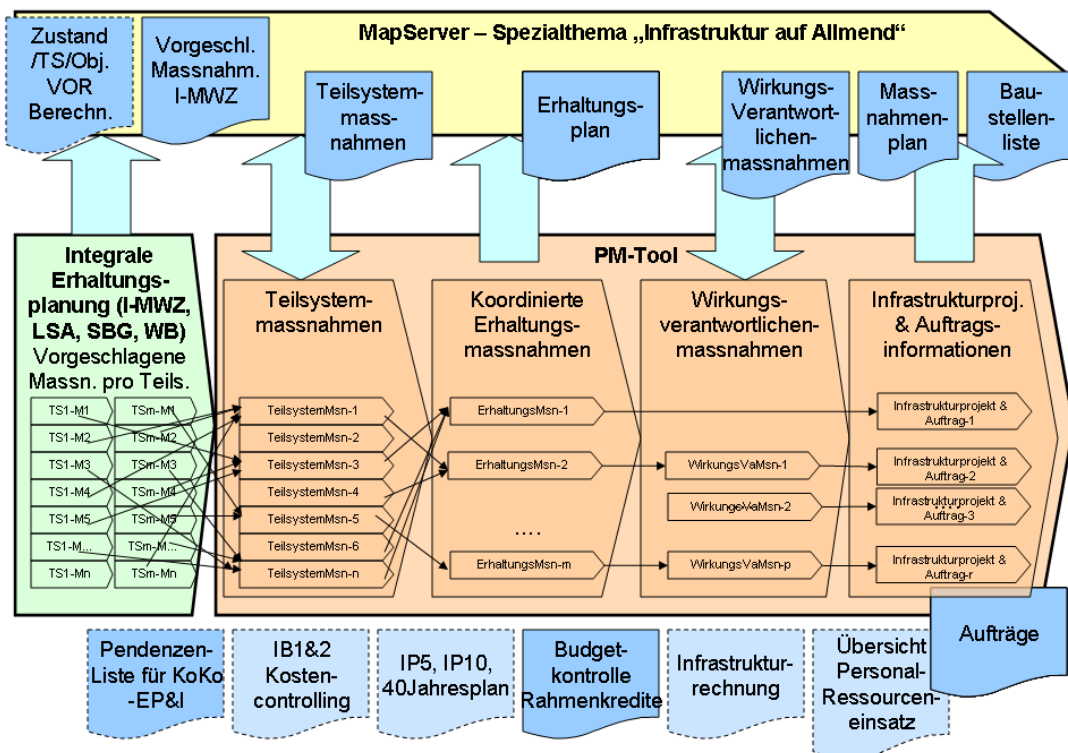 MapServer – Spezialthema „Infrastruktur auf Allmend“
Zustand
/TS/Obj.
VOR
Berechn.
Vorgeschl.
Massnahm.
I-MWZ
Teilsystem-
mass-
nahmen
Erhaltungs-
plan
Wirkungs-
Verantwort-
lichen-
massnahmen
Mass-
nahmen-
plan
Bau-
stellen-
liste
Integrale
Erhaltungs-
planung (I-MWZ,
LSA, SBG, WB)
Vorgeschlagene
Massn. pro Teils.
TS1-M1
TS1-M2
TS1-M3
TS1-M4
TS1-M5
TS1-M...
TS1-Mn
TSm-M1
TSm-M2
TSm-M3
TSm-M4
TSm-M5
TSm-M...
TSm-Mn
PM-Tool
Teilsystem-
massnahmen
TeilsystemMsn-1
TeilsystemMsn-2
TeilsystemMsn-3
TeilsystemMsn-4
TeilsystemMsn-5
TeilsystemMsn-6
TeilsystemMsn-n
Koordinierte
Erhaltungs-
massnahmen
ErhaltungsMsn-1
ErhaltungsMsn-2
....
ErhaltungsMsn-m
Wirkungs-
verantwortlichen-
massnahmen
WirkungsVaMsn-1
WirkungsVaMsn-2
WirkungsVaMsn-p
Infrastrukturproj.
& Auftrags-
informationen
Infrastrukturprojekt &
Auftrag-1
Infrastrukturprojekt &
Auftrag-2
Infrastrukturprojekt &
....
Auftrag-3
Infrastrukturprojekt &
Auftrag-r
Pendenzen-
Liste für KoKo
-EP&I
IB1&2
Kosten-
controlling
IP5, IP10,
40Jahresplan
Budget-
kontrolle
Rahmenkredite
Infrastruktur-
rechnung
Übersicht
Personal-
Ressourcen-
einsatz
Aufträge